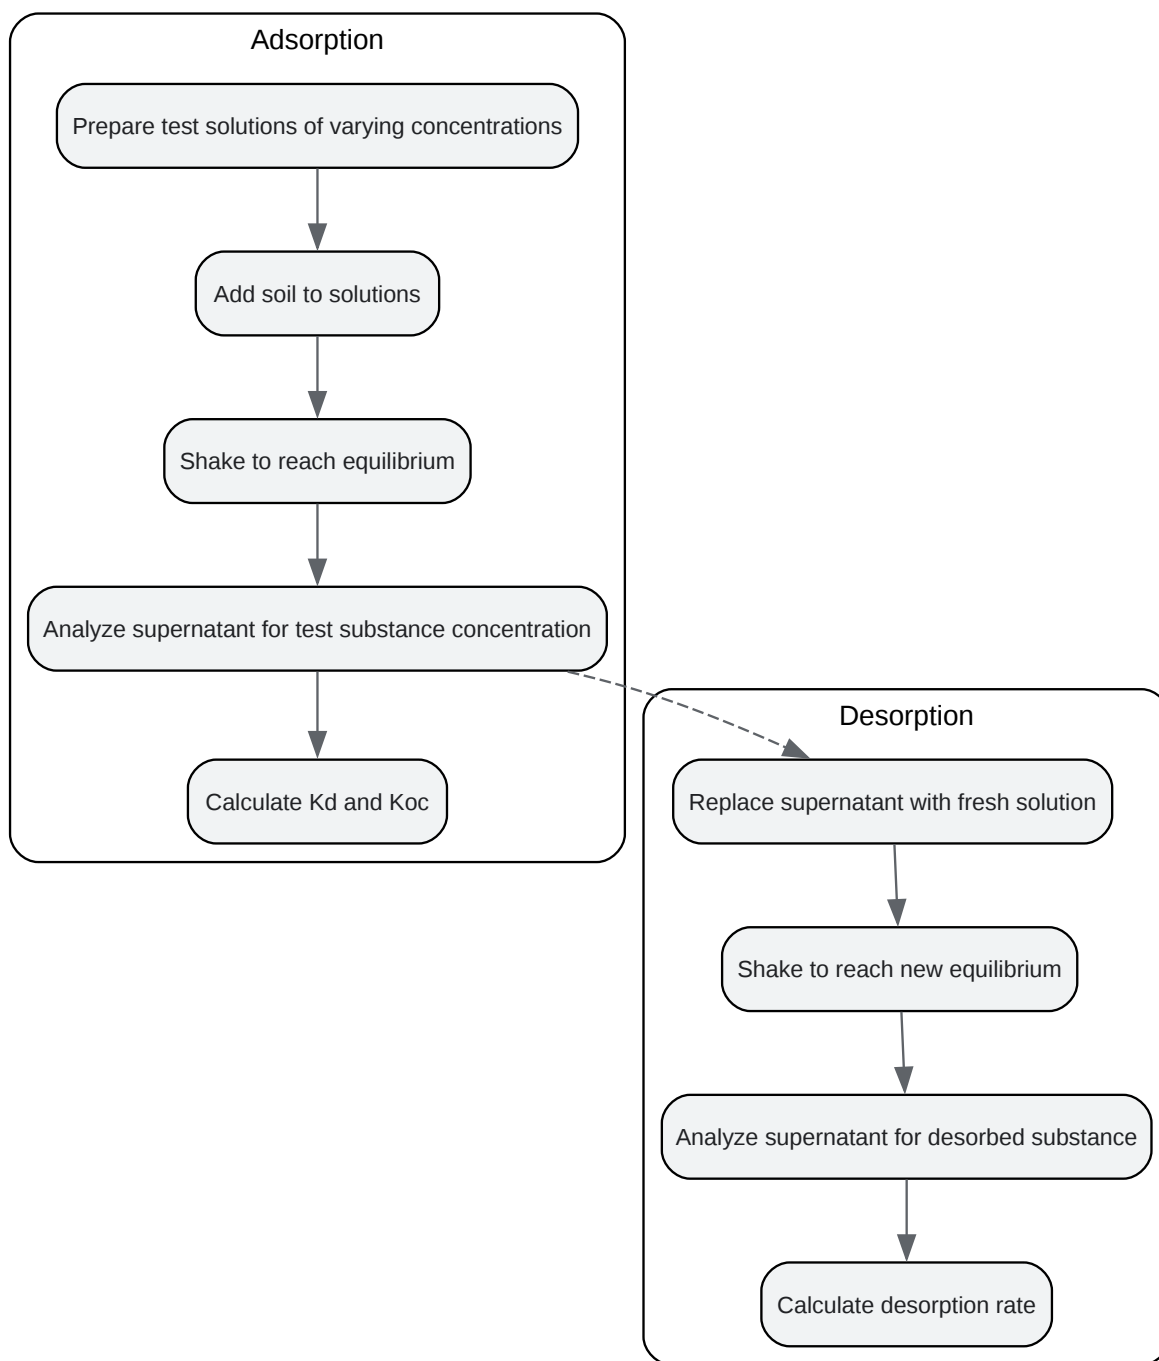 Adsorption
Prepare test solutions of varying concentrations
Add soil to solutions
Shake to reach equilibrium
Analyze supernatant for test substance concentration
Calculate Kd and Koc
Desorption
Replace supernatant with fresh solution
Shake to reach new equilibrium
Analyze supernatant for desorbed substance
Calculate desorption rate